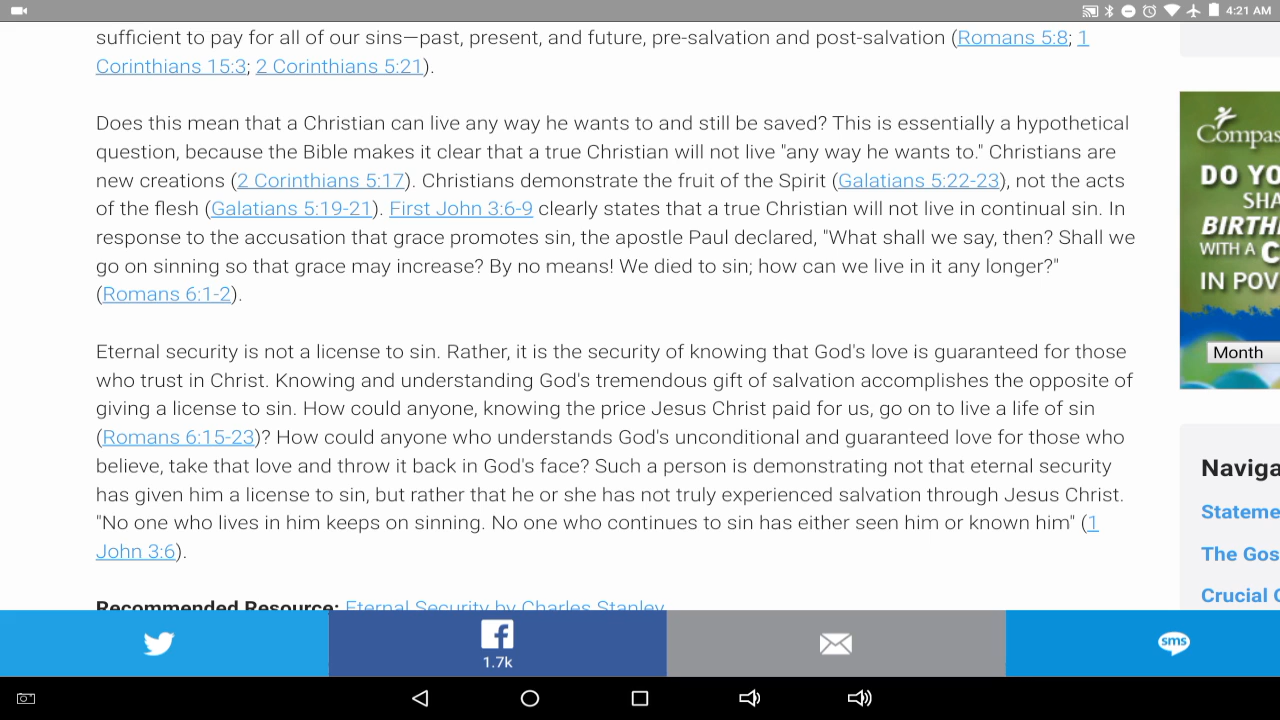 4:21 AM
sufficient to pay for all of our sins—past, present, and future, pre-salvation and post-salvation (Romans 5:8; 1
Corinthians 15:3; 2 Corinthians 5:21).
Does this mean that a Christian can live any way he wants to and still be saved? This is essentially a hypothetical
question, because the Bible makes it clear that a true Christian will not live "any way he wants to." Christians are
new creations (2 Corinthians 5:17). Christians demonstrate the fruit of the Spirit (Galatians 5:22-23), not the acts
of the flesh (Galatians 5:19-21). First John 3:6-9 clearly states that a true Christian will not live in continual sin. In
response to the accusation that grace promotes sin, the apostle Paul declared, "What shall we say, then? Shall we
go on sinning so that grace may increase? By no means! We died to sin; how can we live in it any longer?"
(Romans 6:1-2).
Eternal security is not a license to sin. Rather, it is the security of knowing that God's love is guaranteed for those
who trust in Christ. Knowing and understanding God's tremendous gift of salvation accomplishes the opposite of
giving a license to sin. How could anyone, knowing the price Jesus Christ paid for us, go on to live a life of sin
(Romans 6:15-23)? How could anyone who understands God's unconditional and guaranteed love for those who
believe, take that love and throw it back in God's face? Such a person is demonstrating not that eternal security
has given him a license to sin, but rather that he or she has not truly experienced salvation through Jesus Christ.
"No one who lives in him keeps on sinning. No one who continues to sin has either seen him or known him" (1
John 3:6).
Recommended Resource: Eternal Security by Charles Stanley
Compas
DO YO
SHA
BIRTH
WITH A C
IN POV
Month
Naviga
Stateme
The Gos
Crucial
1.7k
sms